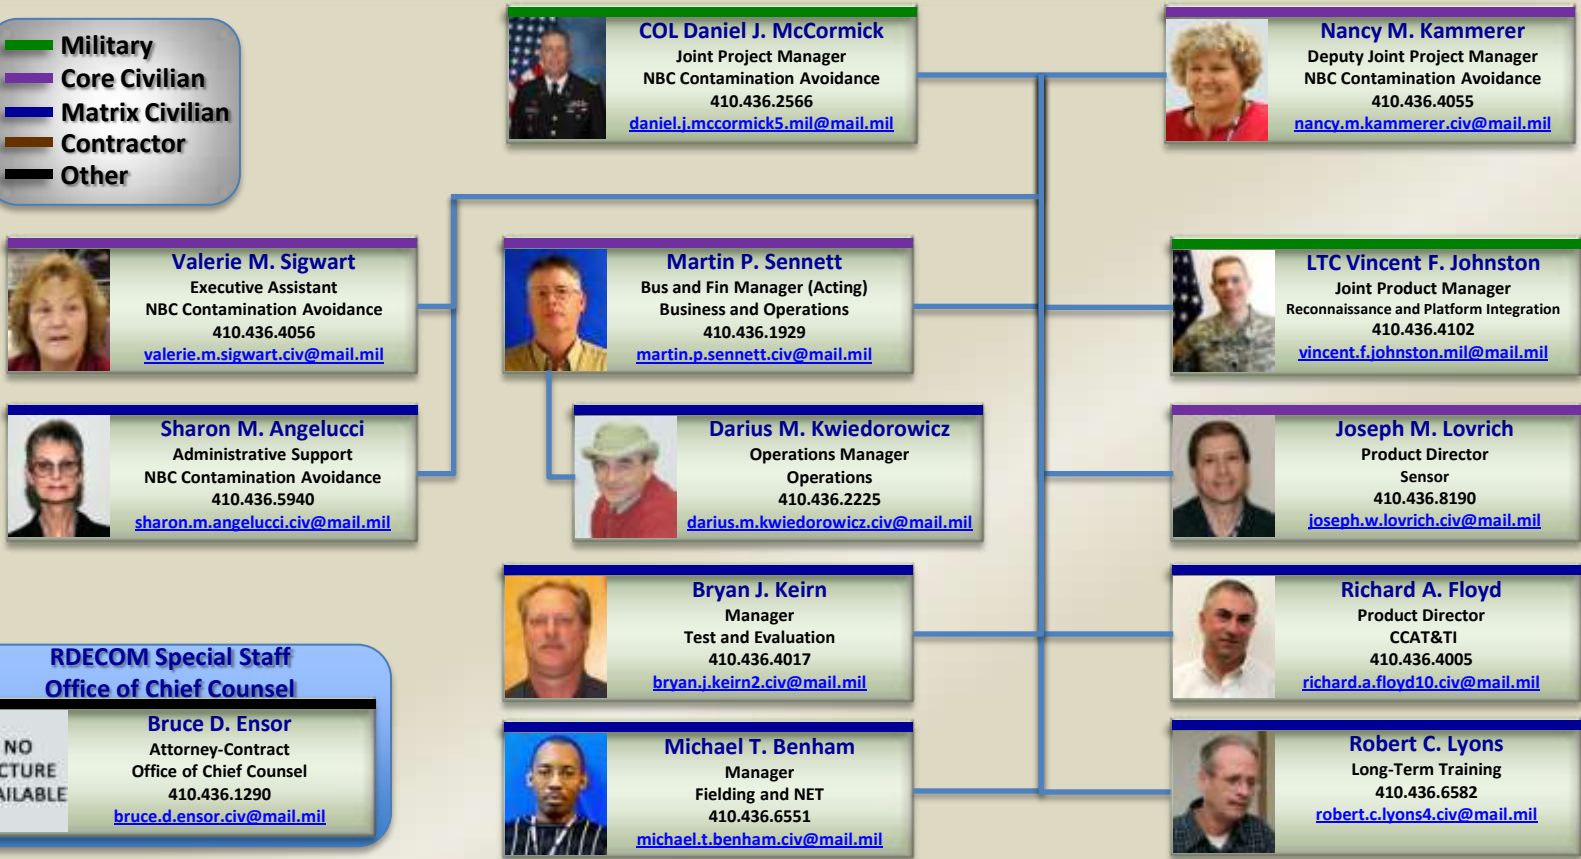 Military
Core Civilian
Matrix Civilian
Contractor
Other
COL Daniel J. McCormick
Joint Project Manager
NBC Contamination Avoidance
410.436.2566
daniel.j.mccormick5.mil@mail.mil
Nancy M. Kammerer
Deputy Joint Project Manager
NBC Contamination Avoidance
410.436.4055
nancy.m.kammerer.civ@mail.mil
Valerie M. Sigwart
Executive Assistant
NBC Contamination Avoidance
410.436.4056
valerie.m.sigwart.civ@mail.mil
Martin P. Sennett
Bus and Fin Manager (Acting)
Business and Operations
410.436.1929
martin.p.sennett.civ@mail.mil
LTC Vincent F. Johnston
Joint Product Manager
Reconnaissance and Platform Integration
410.436.4102
vincent.f.johnston.mil@mail.mil
Sharon M. Angelucci
Administrative Support
NBC Contamination Avoidance
410.436.5940
sharon.m.angelucci.civ@mail.mil
Darius M. Kwiedorowicz
Operations Manager
Operations
410.436.2225
darius.m.kwiedorowicz.civ@mail.mil
Joseph M. Lovrich
Product Director
Sensor
410.436.8190
joseph.w.lovrich.civ@mail.mil
Bryan J. Keirn
Manager
Test and Evaluation
410.436.4017
bryan.j.keirn2.civ@mail.mil
Richard A. Floyd
Product Director
CCAT&TI
410.436.4005
richard.a.floyd10.civ@mail.mil
RDECOM Special Staff
Office of Chief Counsel
NO
CTURE
AILABLE
Bruce D. Ensor
Attorney-Contract
Office of Chief Counsel
410.436.1290
bruce.d.ensor.civ@mail.mil
Michael T. Benham
Manager
Fielding and NET
410.436.6551
michael.t.benham.civ@mail.mil
Robert C. Lyons
Long-Term Training
410.436.6582
robert.c.lyons4.civ@mail.mil